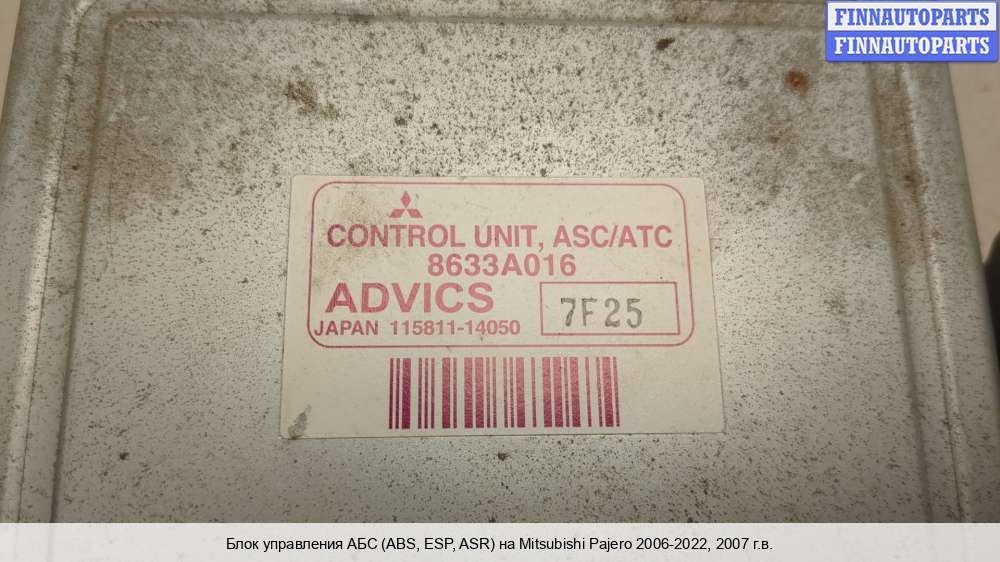 FINNAUTOPARTS
FINNAUTOPARTS
CONTROL UNIT, ASC/ATC
8633A016
ADVICS
7F25
JAPAN 115811-14050
Блок управления АБС (ABS, ESP, ASR) на Mitsubishi Pajero 2006-2022, 2007 г.в.